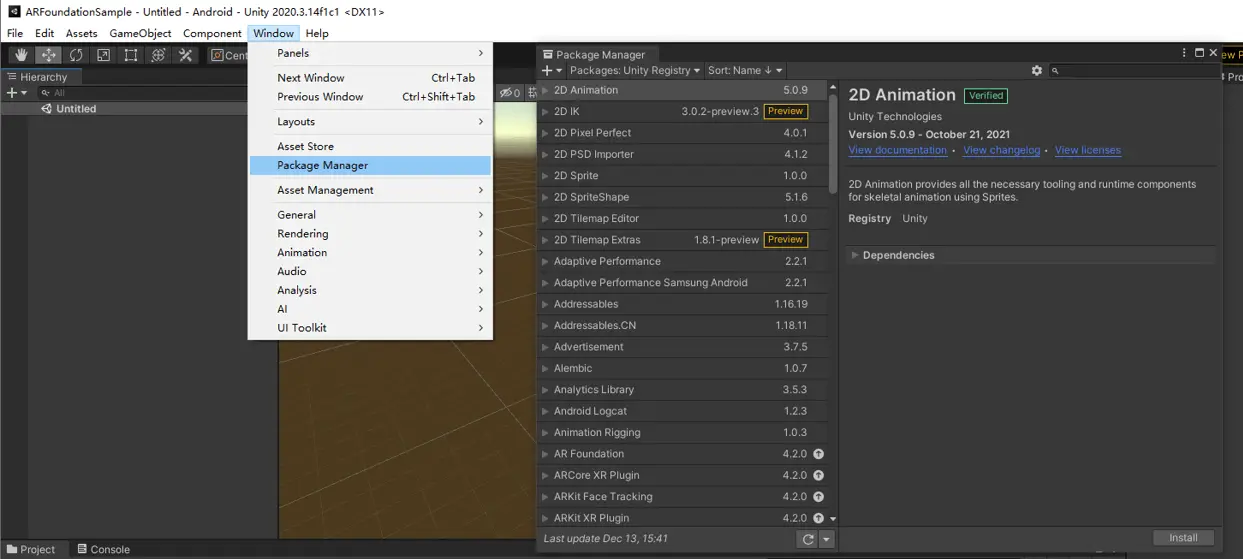 ARFoundationSample - Untitled - Android - Unity 2020.3.14f1c1 <DX11>
File Edit Assets GameObject Component Window Help
Cent
Hierarchy
All
Untitled
Panels
Next Window Ctrl+Tab
Previous Window Ctrl+Shift+Tab
Layouts
Asset Store
Package Manager
Asset Management
General
Rendering
Animation
Audio
Analysis
AI
UI Toolkit
0
Package Manager
Packages: Unity Registry Sort: Name ↓
2D Animation 5.0.9
2D IK 3.0.2-preview.3 Preview
2D Pixel Perfect 4.0.1
2D PSD Importer 4.1.2
2D Sprite 1.0.0
2D SpriteShape 5.1.6
2D Tilemap Editor 1.0.0
2D Tilemap Extras 1.8.1-preview Preview
Adaptive Performance 2.2.1
Adaptive Performance Samsung Android 2.2.1
Addressables 1.16.19
Addressables.CN 1.18.11
Advertisement 3.7.5
Alembic 1.0.7
Analytics Library 3.5.3
Android Logcat 1.2.3
Animation Rigging 1.0.3
AR Foundation 4.2.0
ARCore XR Plugin 4.2.0
ARKit Face Tracking 4.2.0
ARKit XR Plugin 4.2.0
Last update Dec 13, 15:41
2D Animation Verified
Unity Technologies
Version 5.0.9 - October 21, 2021
View documentation • View changelog • View licenses
2D Animation provides all the necessary tooling and runtime components
for skeletal animation using Sprites.
Registry Unity
Dependencies
Install
ew P
Pro
Project Console